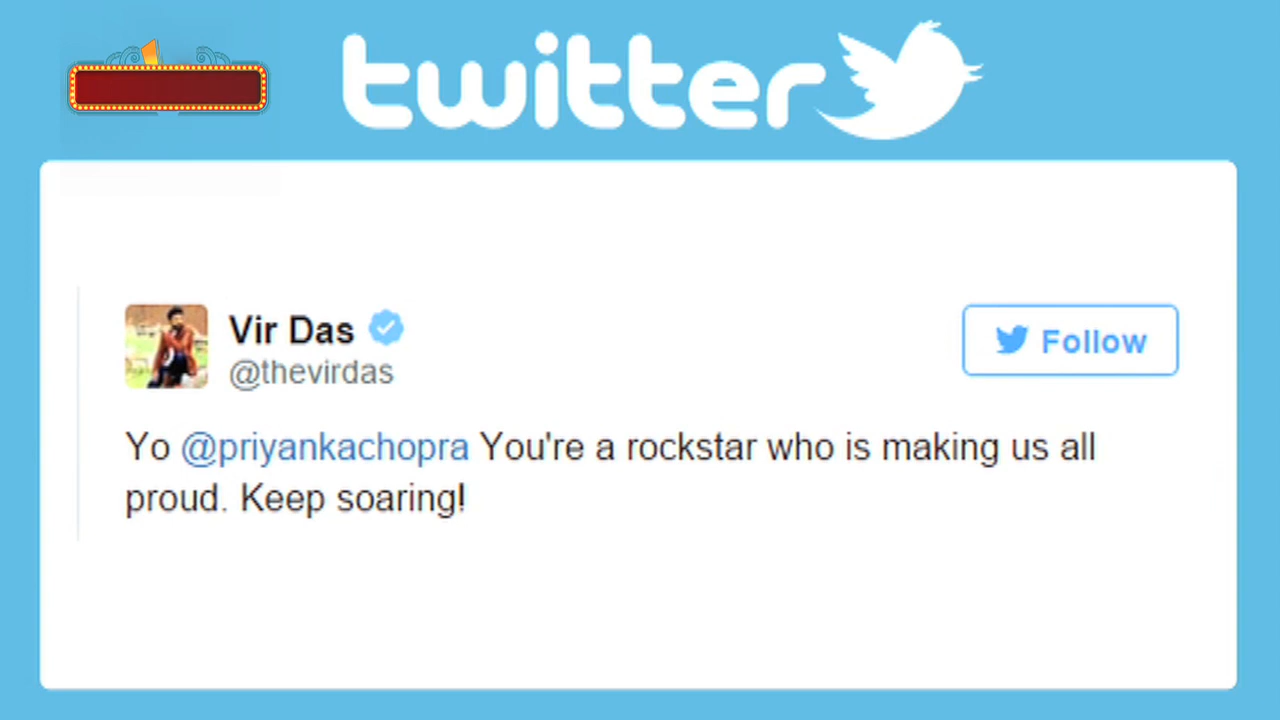 twitter
Vir Das
@thevirdas
Follow
Yo @priyankachopra You're a rockstar who is making us all
proud. Keep soaring!